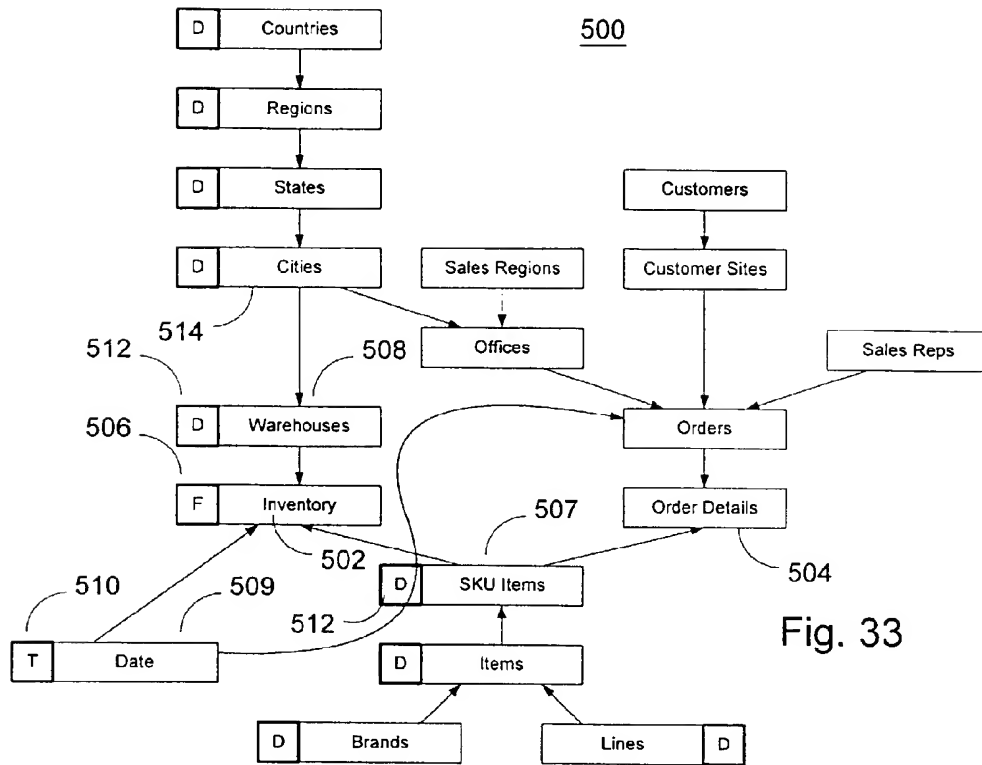 500
D Countries
D Regions
D States
Customers
D Cities
Sales Regions
Customer Sites
514
Offices
Sales Reps
512
508
D Warehouses
Orders
506
F Inventory
Order Details
502
507
504
D SKU Items
512
510
509
T Date
D Items
Fig. 33
D Brands
Lines D